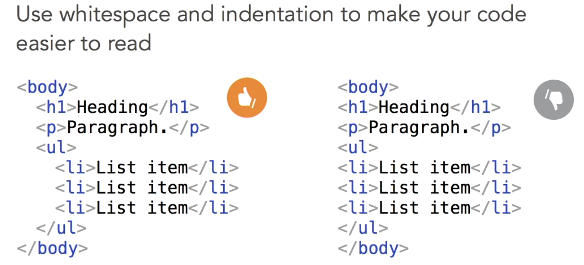 Use whitespace and indentation to make your code
easier to read
<body>
  <h1>Heading</h1>
  <p>Paragraph.</p>
  <ul>
    <li>List item</li>
    <li>List item</li>
    <li>List item</li>
  </ul>
</body>
<body>
<h1>Heading</h1>
<p>Paragraph.</p>
<ul>
<li>List item</li>
<li>List item</li>
<li>List item</li>
</ul>
</body>